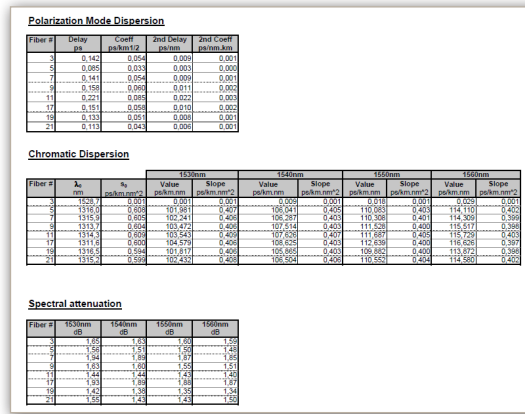 Polarization Mode Dispersion
Fiber # Delay Coeff 2nd Delay 2nd Coeff
ps ps/km1/2 ps/nm ps/nm.km
3 0,142 0,054 0,009 0,001
5 0,085 0,033 0,003 0,000
7 0,141 0,054 0,009 0,001
9 0,158 0,060 0,011 0,002
11 0,221 0,085 0,022 0,003
17 0,151 0,058 0,010 0,002
19 0,133 0,051 0,008 0,001
21 0,113 0,043 0,006 0,001
Chromatic Dispersion
1530nm 1540nm 1550nm 1560nm
Fiber # λ₀ s₀ Value Slope Value Slope Value Slope Value Slope
nm ps/km.nm^2 ps/km.nm ps/km.nm^2 ps/km.nm ps/km.nm^2 ps/km.nm ps/km.nm^2 ps/km.nm ps/km.nm^2
3 1528,7 0,001 0,001 0,001 0,009 0,001 0,018 0,001 0,029 0,001
5 1316,0 0,608 101,981 0,407 106,041 0,405 110,083 0,403 114,110 0,402
7 1315,9 0,605 102,241 0,406 106,287 0,403 110,308 0,401 114,309 0,399
9 1313,7 0,604 103,472 0,406 107,514 0,403 111,528 0,400 115,517 0,398
11 1314,3 0,609 103,543 0,409 107,626 0,407 111,687 0,405 115,729 0,403
17 1311,6 0,600 104,579 0,406 108,625 0,403 112,639 0,400 116,626 0,397
19 1316,5 0,594 101,817 0,406 105,865 0,403 109,882 0,400 113,872 0,398
21 1315,2 0,599 102,432 0,408 106,504 0,406 110,552 0,404 114,580 0,402
Spectral attenuation
Fiber # 1530nm 1540nm 1550nm 1560nm
dB dB dB dB
3 1,65 1,63 1,60 1,59
5 1,56 1,51 1,50 1,48
7 1,94 1,89 1,87 1,85
9 1,63 1,60 1,55 1,51
11 1,44 1,44 1,43 1,40
17 1,93 1,89 1,88 1,87
19 1,42 1,38 1,35 1,34
21 1,55 1,43 1,43 1,50